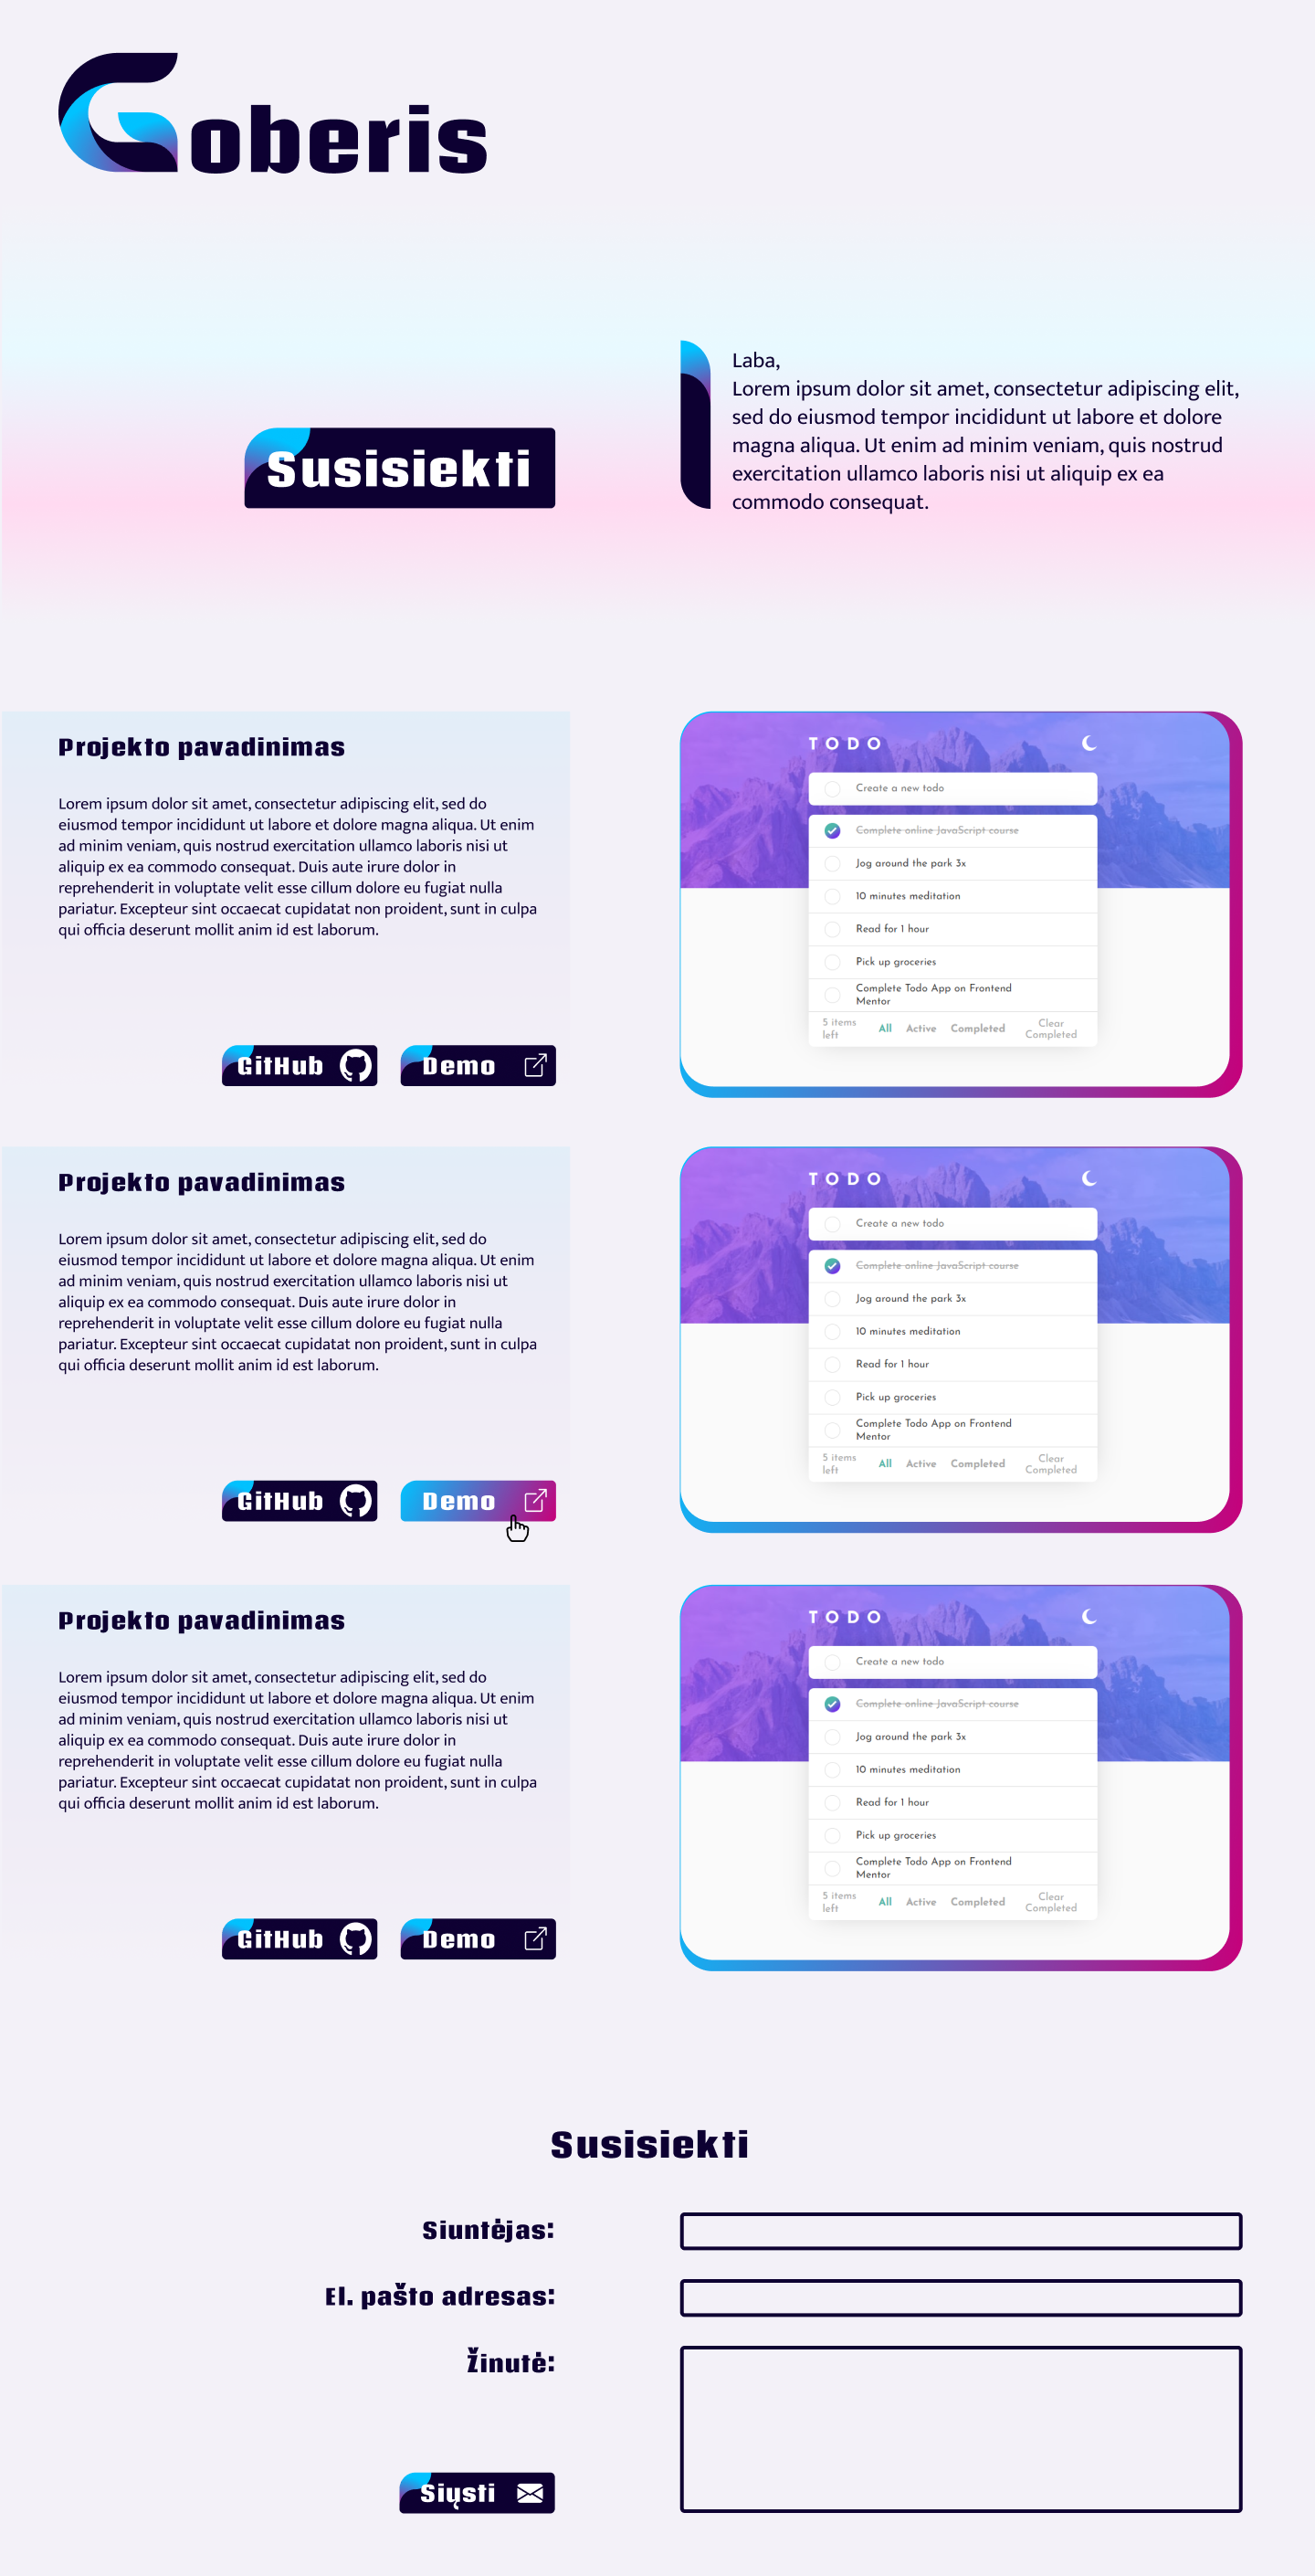 Goberis
Susisiekti
Laba,
Lorem ipsum dolor sit amet, consectetur adipiscing elit,
sed do eiusmod tempor incididunt ut labore et dolore
magna aliqua. Ut enim ad minim veniam, quis nostrud
exercitation ullamco laboris nisi ut aliquip ex ea
commodo consequat.
Projekto pavadinimas
Lorem ipsum dolor sit amet, consectetur adipiscing elit, sed do
eiusmod tempor incididunt ut labore et dolore magna aliqua. Ut enim
ad minim veniam, quis nostrud exercitation ullamco laboris nisi ut
aliquip ex ea commodo consequat. Duis aute irure dolor in
reprehenderit in voluptate velit esse cillum dolore eu fugiat nulla
pariatur. Excepteur sint occaecat cupidatat non proident, sunt in culpa
qui officia deserunt mollit anim id est laborum.
GitHub
Demo
TODO
Create a new todo
Complete online JavaScript course
Jog around the park 3x
10 minutes meditation
Read for 1 hour
Pick up groceries
Complete Todo App on Frontend
Mentor
5 items
left
All Active Completed
Clear
Completed
Projekto pavadinimas
Lorem ipsum dolor sit amet, consectetur adipiscing elit, sed do
eiusmod tempor incididunt ut labore et dolore magna aliqua. Ut enim
ad minim veniam, quis nostrud exercitation ullamco laboris nisi ut
aliquip ex ea commodo consequat. Duis aute irure dolor in
reprehenderit in voluptate velit esse cillum dolore eu fugiat nulla
pariatur. Excepteur sint occaecat cupidatat non proident, sunt in culpa
qui officia deserunt mollit anim id est laborum.
GitHub
Demo
TODO
Create a new todo
Complete online JavaScript course
Jog around the park 3x
10 minutes meditation
Read for 1 hour
Pick up groceries
Complete Todo App on Frontend
Mentor
5 items
left
All Active Completed
Clear
Completed
Projekto pavadinimas
Lorem ipsum dolor sit amet, consectetur adipiscing elit, sed do
eiusmod tempor incididunt ut labore et dolore magna aliqua. Ut enim
ad minim veniam, quis nostrud exercitation ullamco laboris nisi ut
aliquip ex ea commodo consequat. Duis aute irure dolor in
reprehenderit in voluptate velit esse cillum dolore eu fugiat nulla
pariatur. Excepteur sint occaecat cupidatat non proident, sunt in culpa
qui officia deserunt mollit anim id est laborum.
GitHub
Demo
TODO
Create a new todo
Complete online JavaScript course
Jog around the park 3x
10 minutes meditation
Read for 1 hour
Pick up groceries
Complete Todo App on Frontend
Mentor
5 items
left
All Active Completed
Clear
Completed
Susisiekti
Siuntėjas:
El. pašto adresas:
Žinutė:
Siųsti